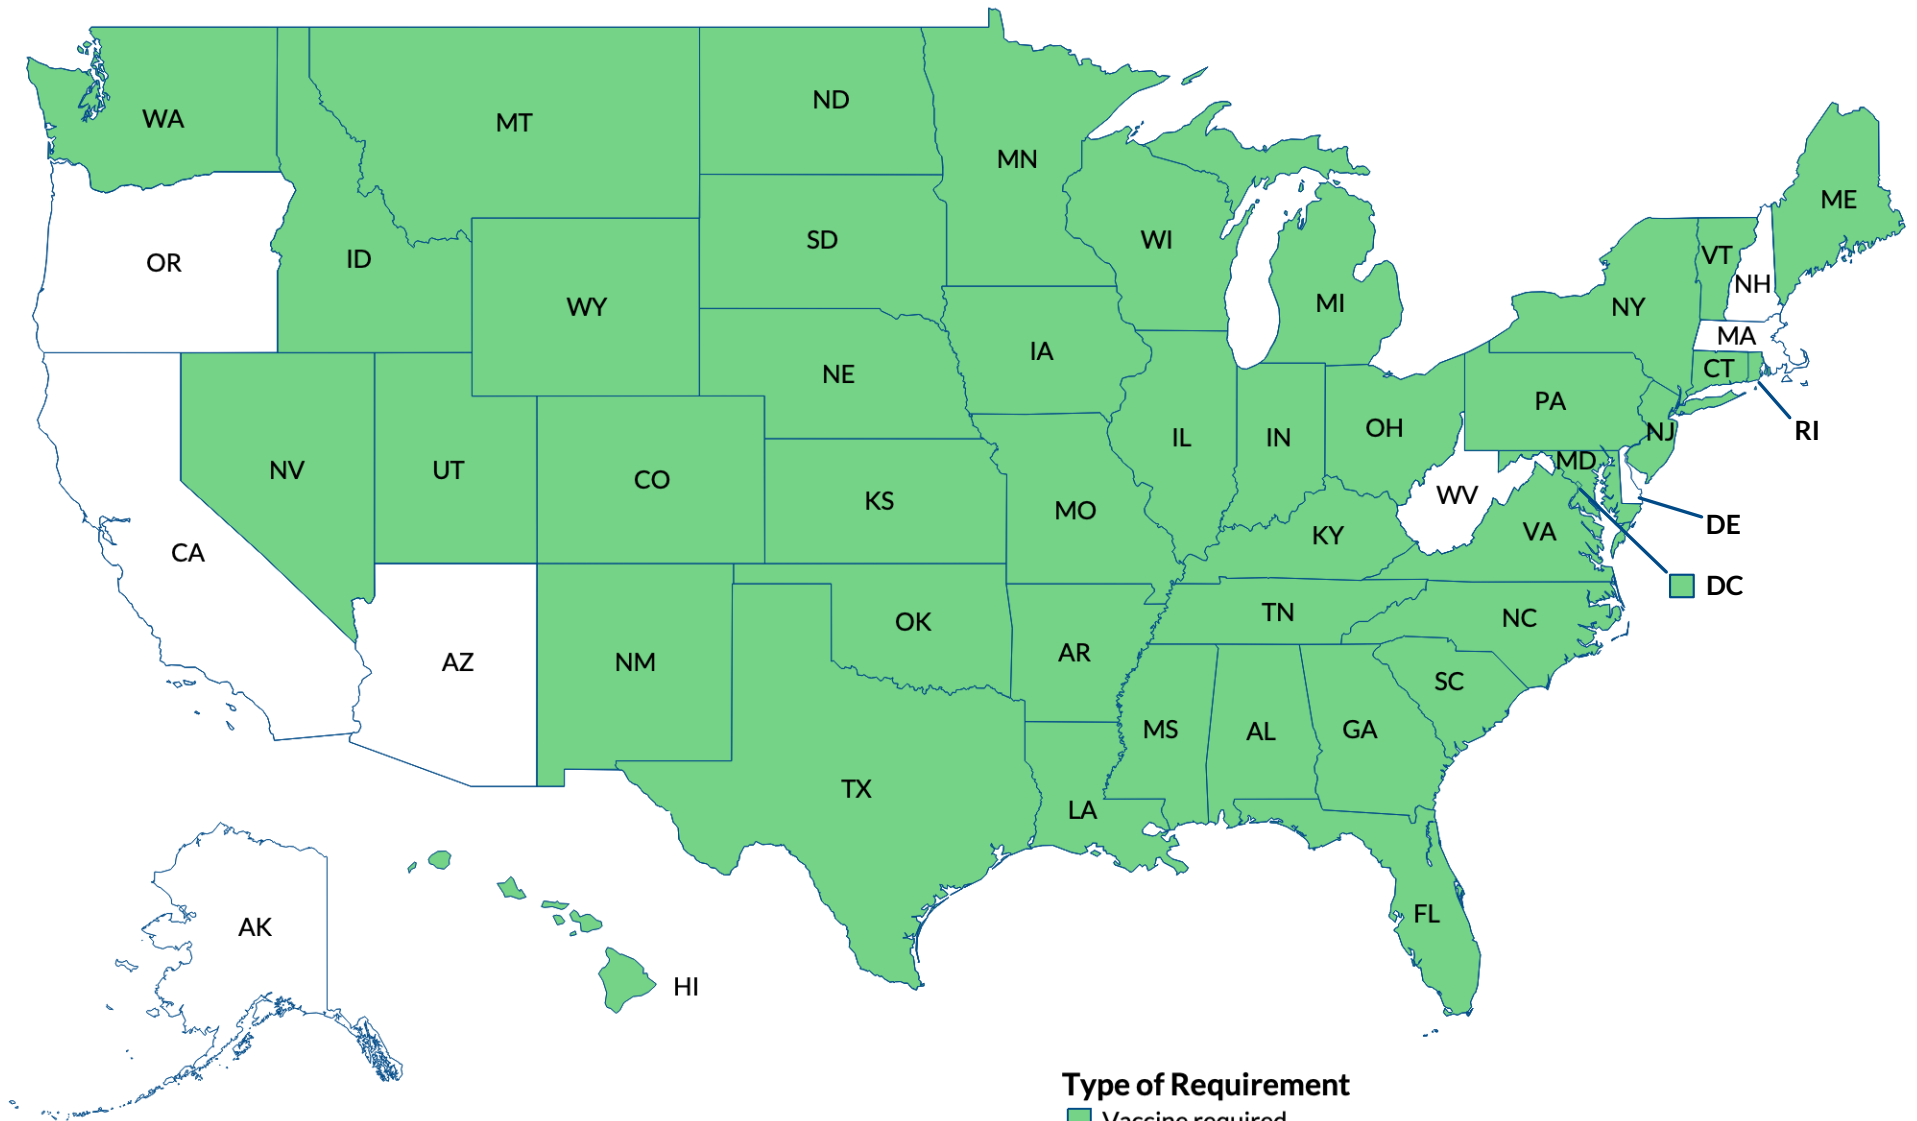 WA
MT
ND
MN
ME
OR
ID
SD
WI
VT
NH
WY
MI
NY
MA
IA
NE
CT
PA
RI
NV
UT
CO
KS
MO
IL
IN
OH
NJ
MD
WV
VA
DE
CA
KY
DC
AZ
NM
OK
AR
TN
NC
SC
MS
AL
GA
TX
LA
AK
FL
HI
Type of Requirement
Vaccine required